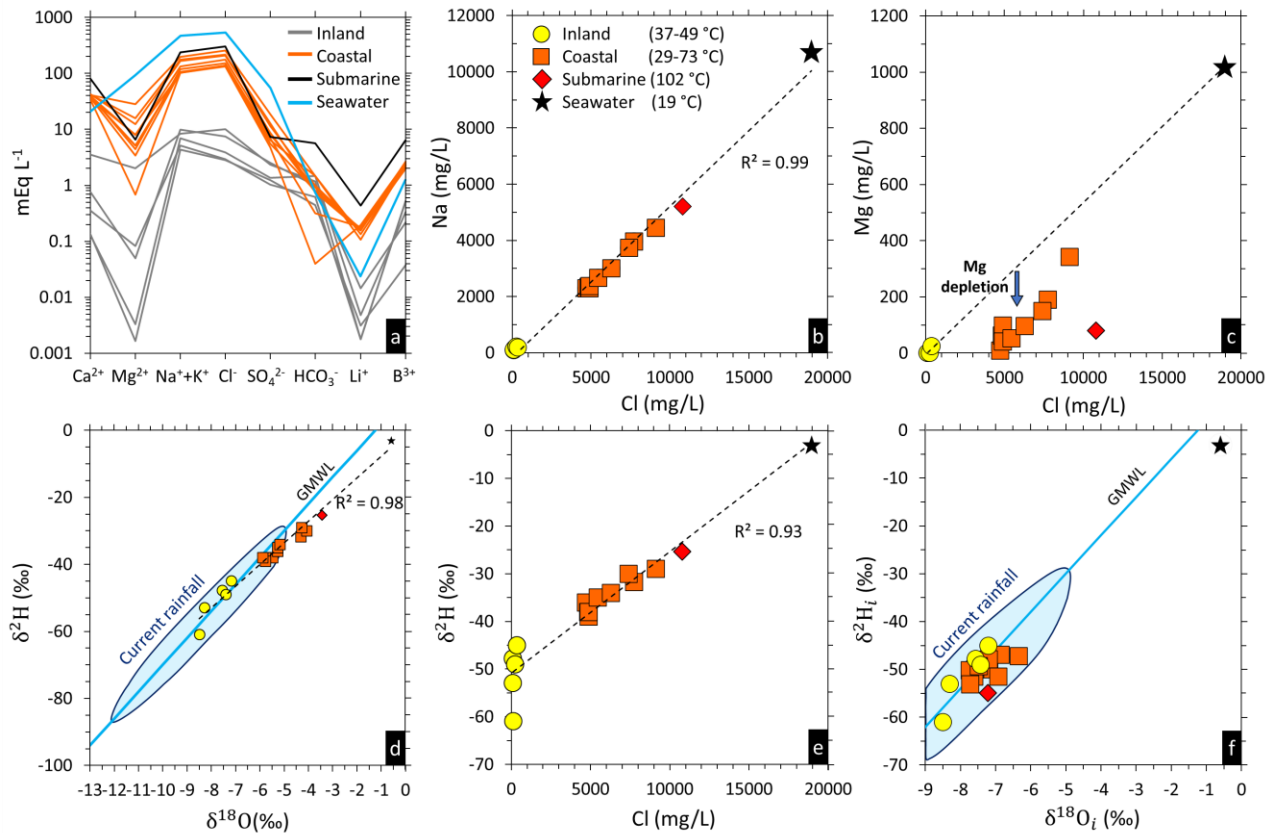 1000
100
10
1
0.1
0.01
0.001
mEq L⁻¹
Inland
Coastal
Submarine
Seawater
a
Ca²⁺ Mg²⁺ Na⁺+K⁺ Cl⁻ SO₄²⁻ HCO₃⁻ Li⁺ B³⁺
12000
10000
8000
6000
4000
2000
0
Na (mg/L)
Inland (37-49 °C)
Coastal (29-73 °C)
Submarine (102 °C)
Seawater (19 °C)
R² = 0.99
b
0 5000 10000 15000 20000
Cl (mg/L)
1200
1000
800
600
400
200
0
Mg (mg/L)
Mg
depletion
c
0 5000 10000 15000 20000
Cl (mg/L)
0
-20
-40
-60
-80
-100
δ²H (‰)
GMWL
R² = 0.98
Current rainfall
d
-13 -12 -11 -10 -9 -8 -7 -6 -5 -4 -3 -2 -1 0
δ¹⁸O(‰)
0
-10
-20
-30
-40
-50
-60
-70
δ²H (‰)
R² = 0.93
e
0 5000 10000 15000 20000
Cl (mg/L)
0
-10
-20
-30
-40
-50
-60
-70
δ²Hᵢ (‰)
GMWL
Current rainfall
f
-9 -8 -7 -6 -5 -4 -3 -2 -1 0
δ¹⁸Oᵢ (‰)